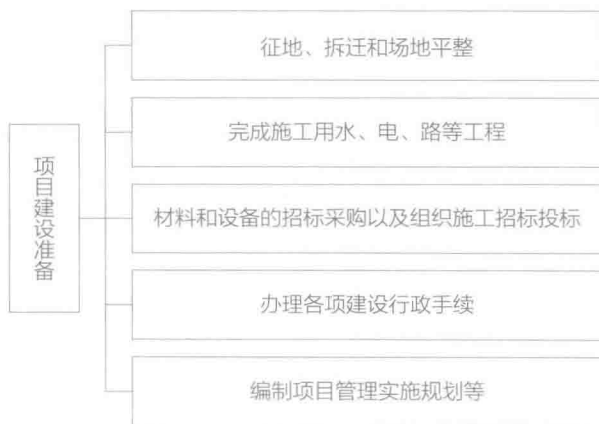 项目建设准备
征地、拆迁和场地平整
完成施工用水、电、路等工程
材料和设备的招标采购以及组织施工招标投标
办理各项建设行政手续
编制项目管理实施规划等